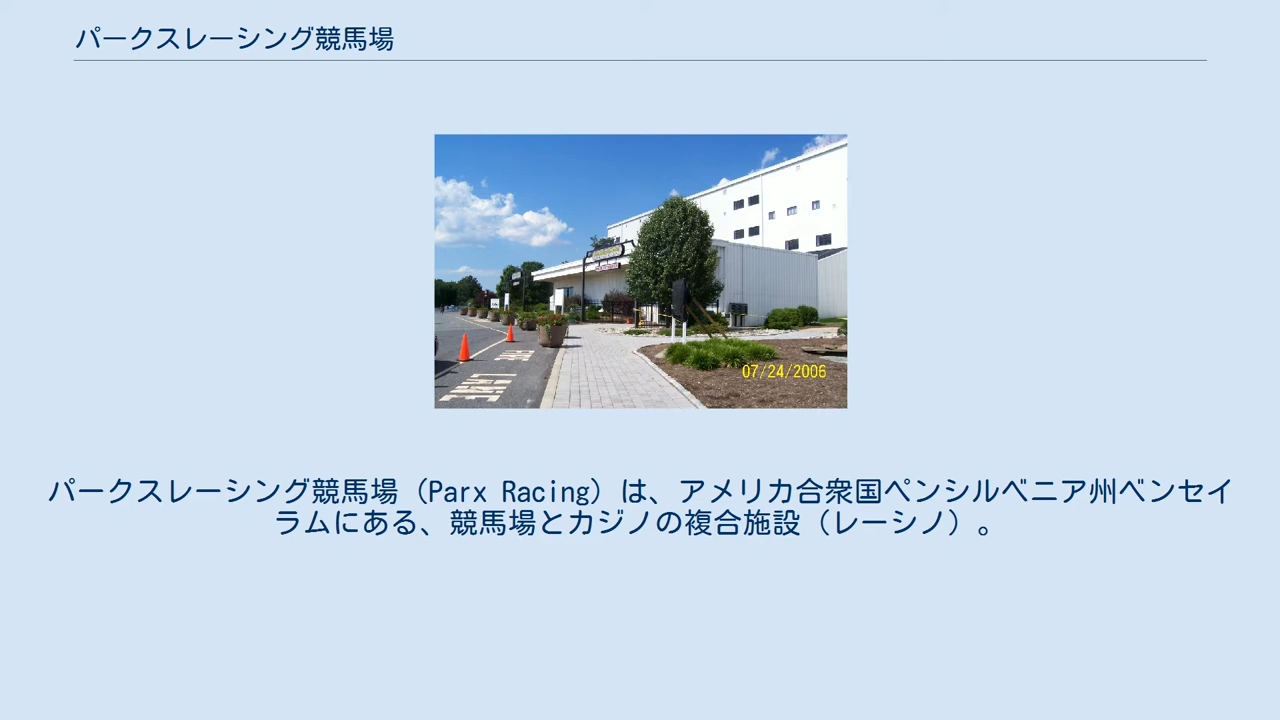 パークスレーシング競馬場
07/24/2006
パークスレーシング競馬場（Parx Racing）は、アメリカ合衆国ペンシルベニア州ベンセイ
ラムにある、競馬場とカジノの複合施設（レーシノ）。